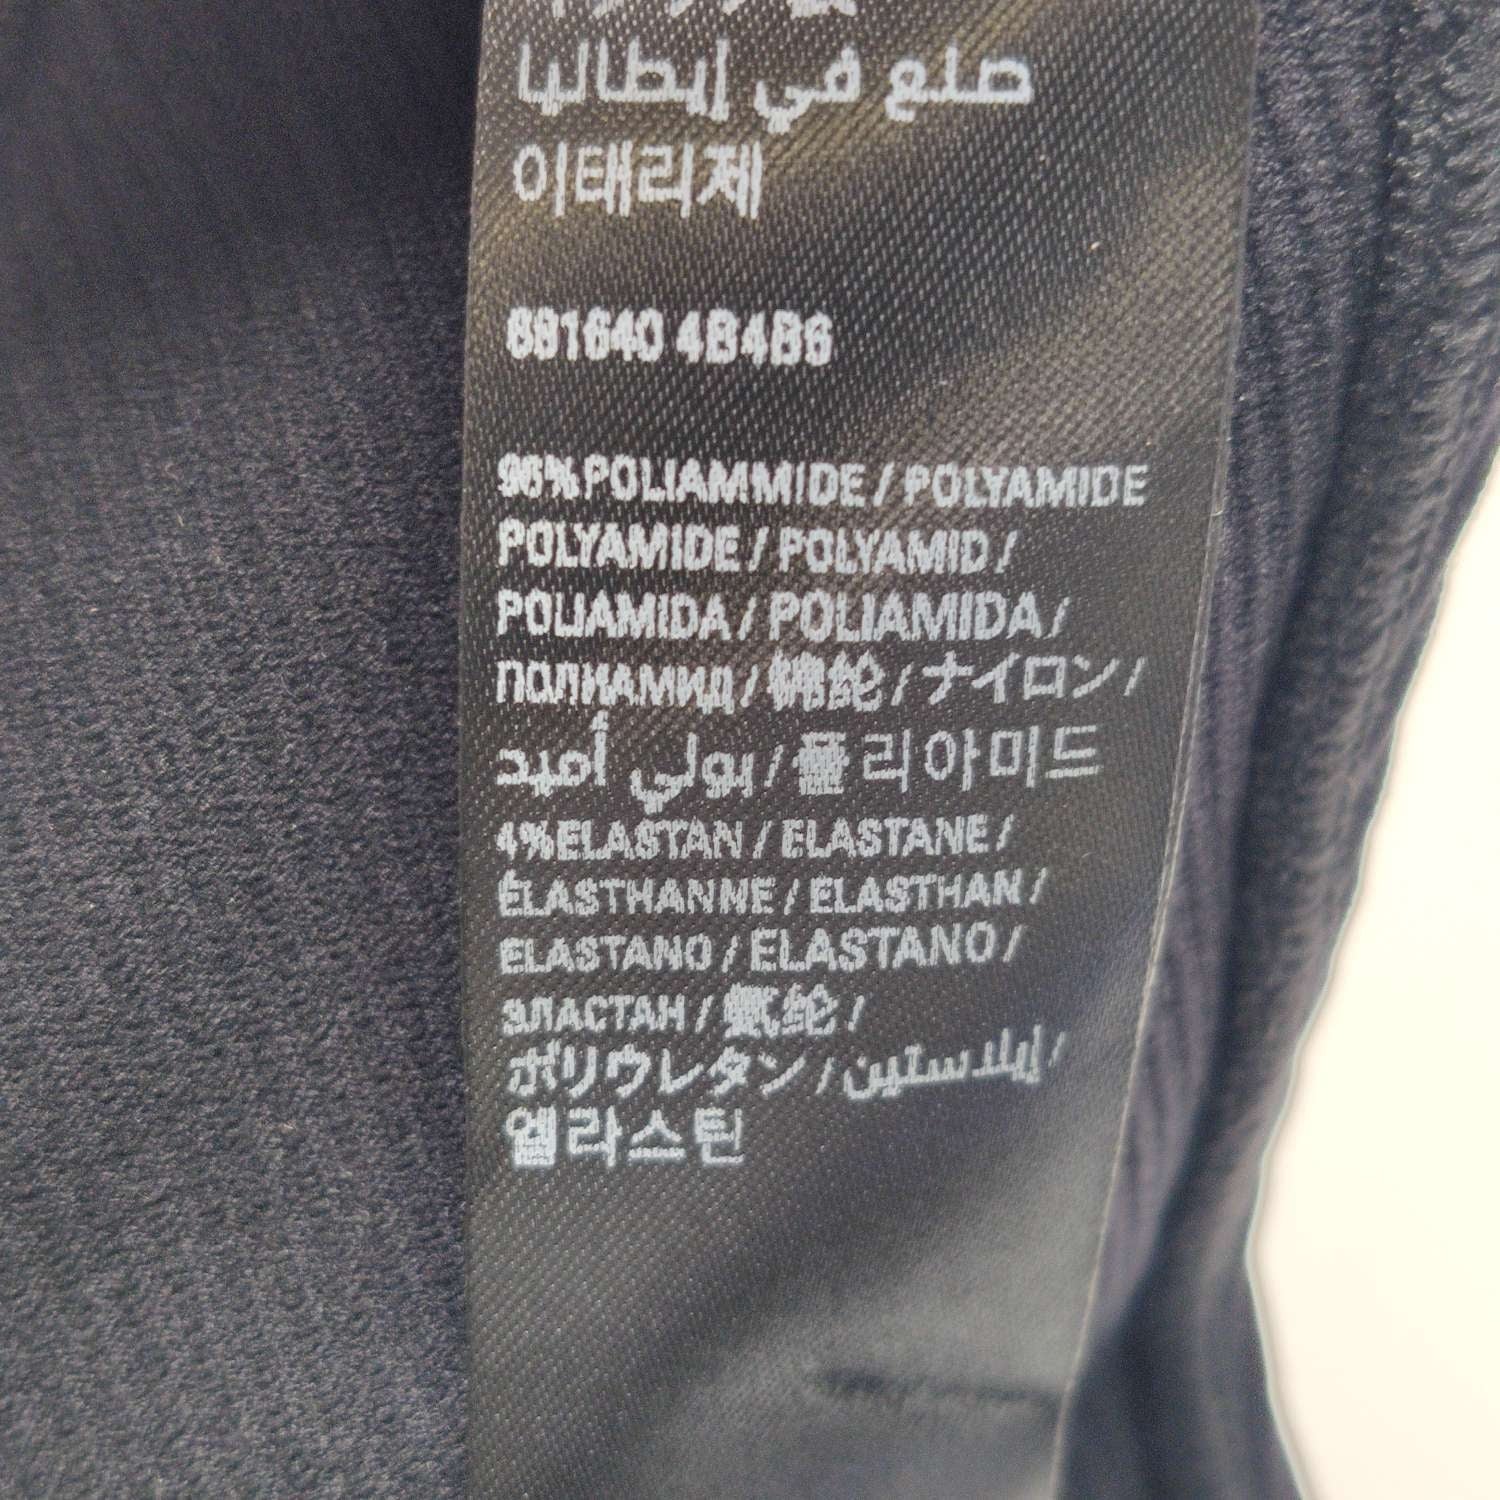 صنع في إيطاليا
이태리제
681640 4B4B6
96% POLIAMMIDE / POLYAMIDE
POLYAMIDE / POLYAMID /
POLIAMIDA / POLIAMIDA /
ПОЛИАМИД / 锦纶 / ナイロン /
بولي أميد / 폴리아미드
4% ELASTAN / ELASTANE /
ÉLASTHANNE / ELASTHAN /
ELASTANO / ELASTANO /
ЭЛАСТАН / 氨纶 /
ポリウレタン / إيلاستين /
엘라스틴